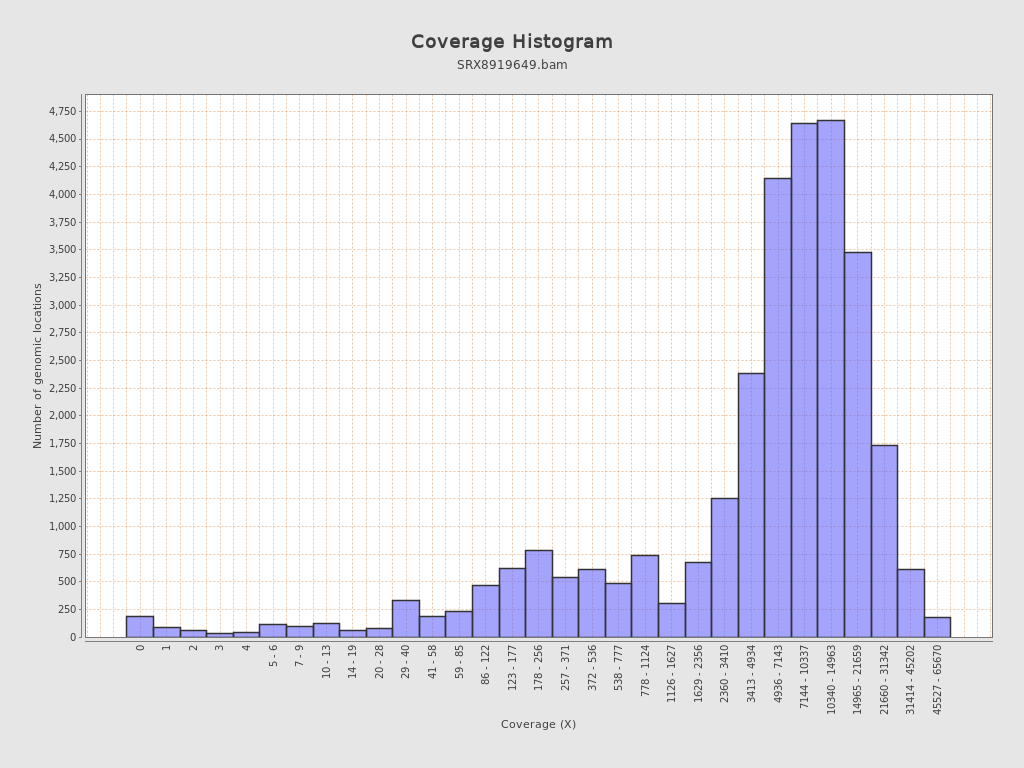 Coverage Histogram
SRX8919649.bam
Number of genomic locations
4,750
4,500
4,250
4,000
3,750
3,500
3,250
3,000
2,750
2,500
2,250
2,000
1,750
1,500
1,250
1,000
750
500
250
0
0
1
2
3
4
5 - 6
7 - 9
10 - 13
14 - 19
20 - 28
29 - 40
41 - 58
59 - 85
86 - 122
123 - 177
178 - 256
257 - 371
372 - 536
538 - 777
778 - 1124
1126 - 1627
1629 - 2356
2360 - 3410
3413 - 4934
4936 - 7143
7144 - 10337
10340 - 14963
14965 - 21659
21660 - 31342
31414 - 45202
45527 - 65670
Coverage (X)